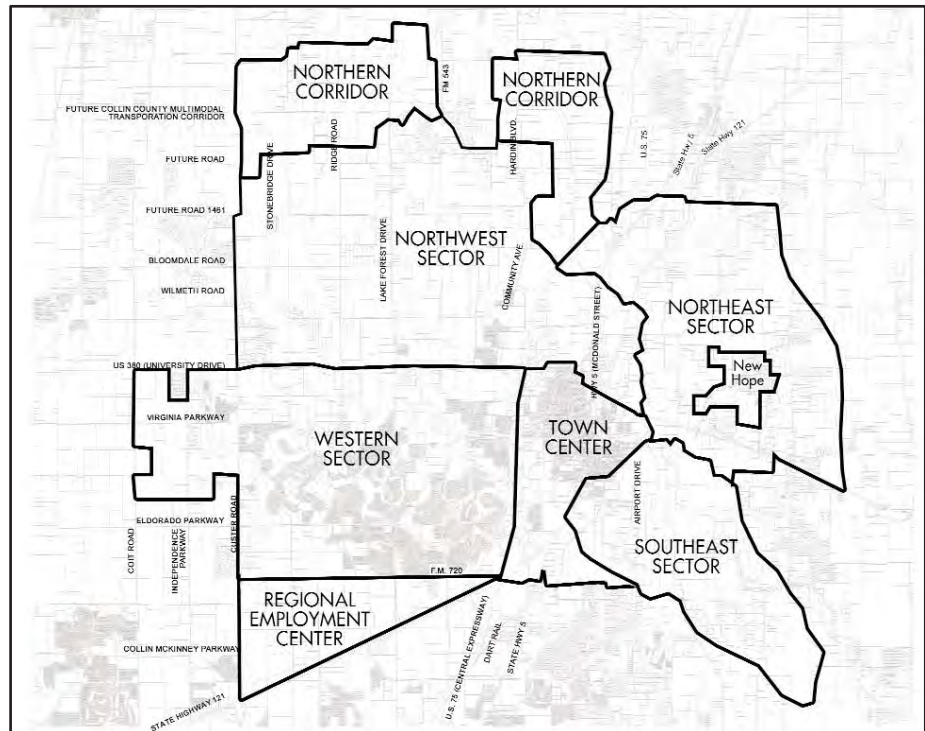 NORTHERN
CORRIDOR
NORTHERN
CORRIDOR
FM 543
FUTURE COLLIN COUNTY MULTIMODAL
TRANSPORATION CORRIDOR
HARDIN BLVD.
U.S. 75
State Hwy 5
State Hwy 121
FUTURE ROAD
RIDGE ROAD
STONEBRIDGE DRIVE
FUTURE ROAD 1461
LAKE FOREST DRIVE
NORTHWEST
SECTOR
COMMUNITY AVE.
BLOOMDALE ROAD
WILMETH ROAD
HWY 5 (MCDONALD STREET)
NORTHEAST
SECTOR
New
Hope
US 380 (UNIVERSITY DRIVE)
VIRGINIA PARKWAY
WESTERN
SECTOR
TOWN
CENTER
AIRPORT DRIVE
ELDORADO PARKWAY
CUSTER ROAD
COIT ROAD
INDEPENDENCE
PARKWAY
SOUTHEAST
SECTOR
F.M. 720
REGIONAL
EMPLOYMENT
CENTER
COLLIN MCKINNEY PARKWAY
U.S. 75 (CENTRAL EXPRESSWAY)
DART RAIL
STATE HWY 5
STATE HIGHWAY 121